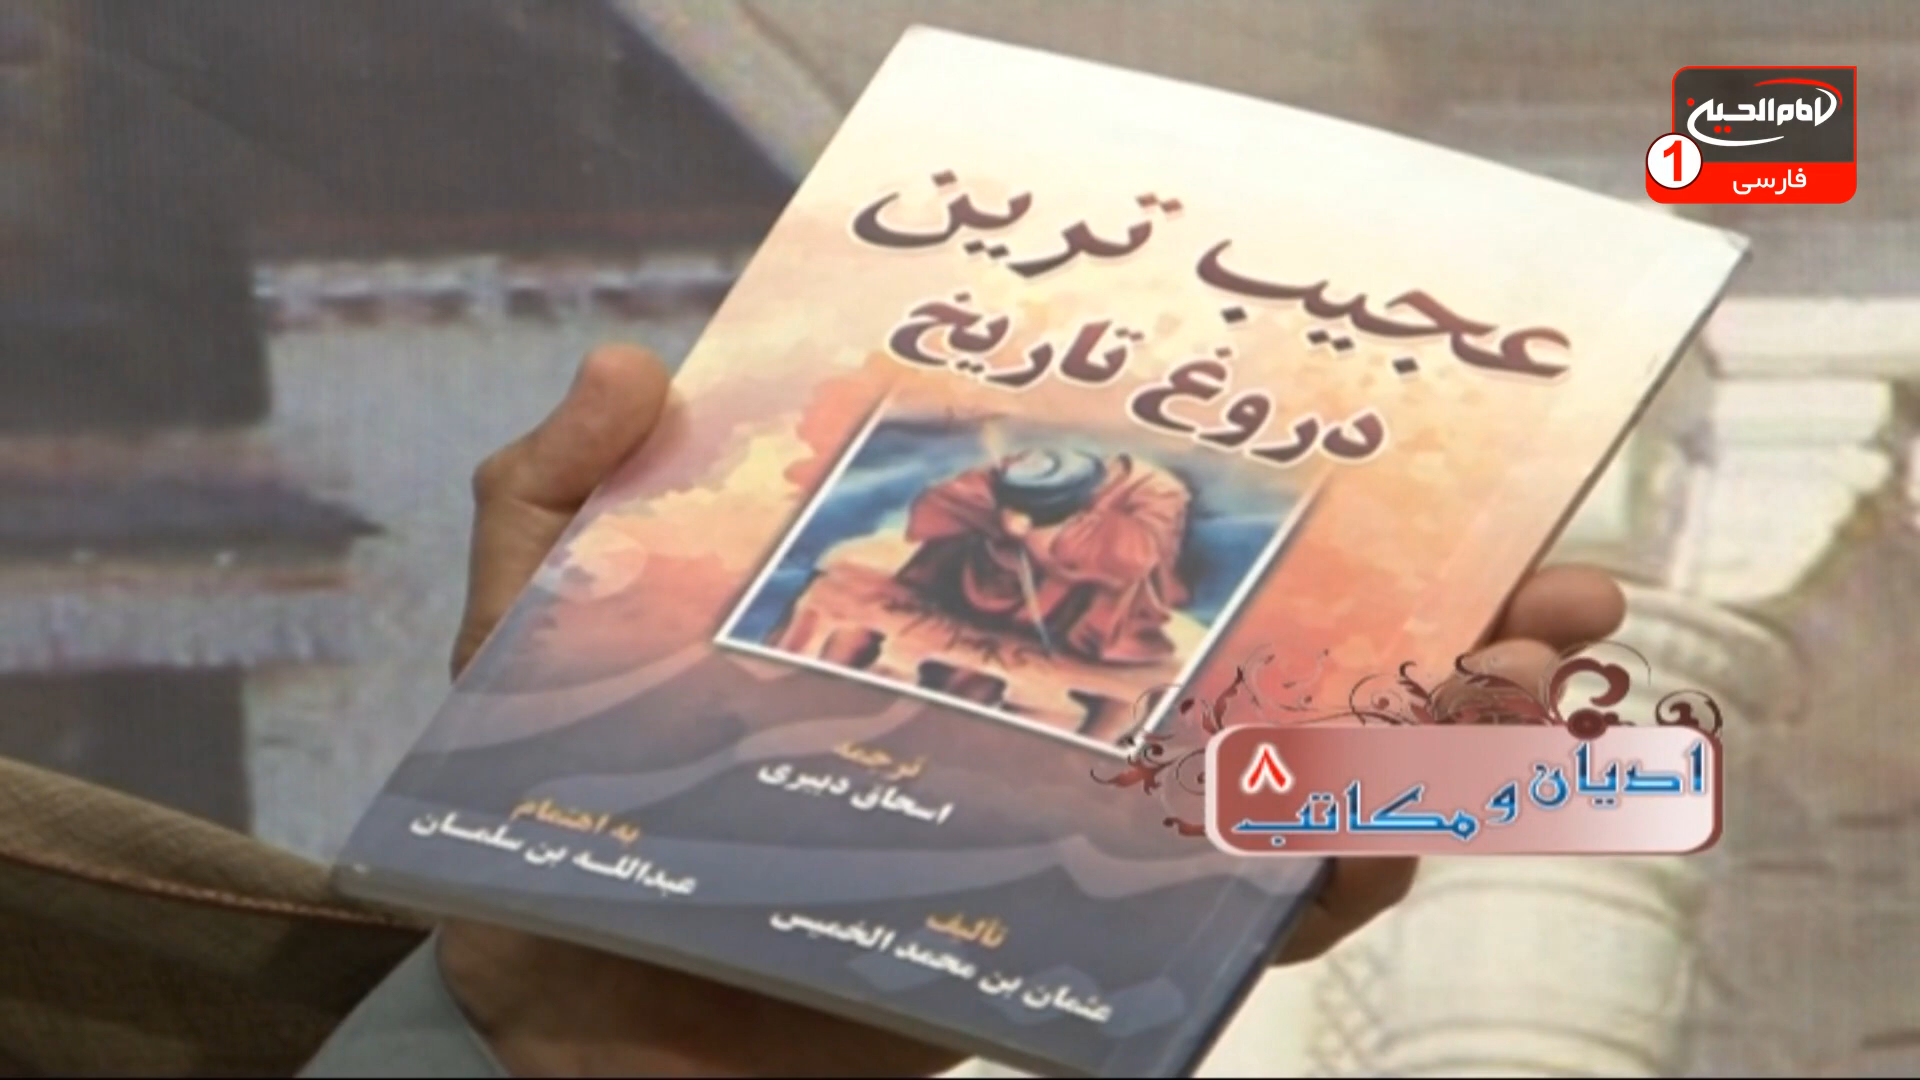 امام الحسین
1
فارسی
عجیب ترین
دروغ تاریخ
ترجمه
اسحاق دبیری
به اهتمام
عبدالله بن سلمان
تألیف
عثمان بن محمد الخمیس
ادیان و مکاتب ۸